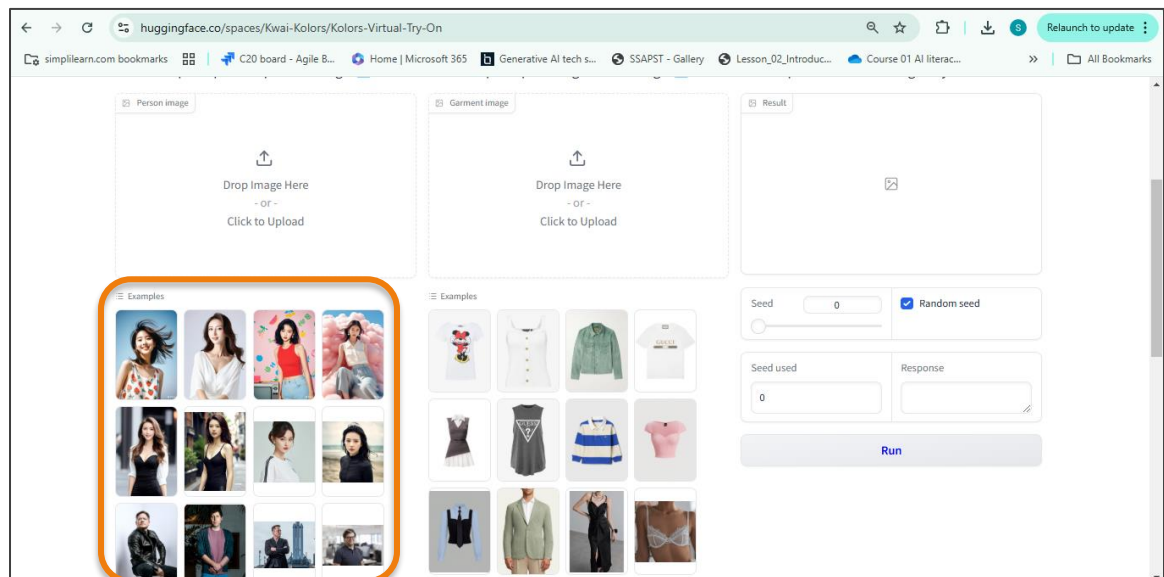 huggingface.co/spaces/Kwai-Kolors/Kolors-Virtual-Try-On
S
Relaunch to update
simplilearn.com bookmarks
C20 board - Agile B...
Home | Microsoft 365
Generative AI tech s...
SSAPST - Gallery
Lesson_02_Introduc...
Course 01 AI literac...
»
All Bookmarks
Person image
Drop Image Here
- or -
Click to Upload
Garment image
Drop Image Here
- or -
Click to Upload
Result
Examples
Examples
GUCCI
GUESS
?
Seed
0
Random seed
Seed used
0
Response
Run